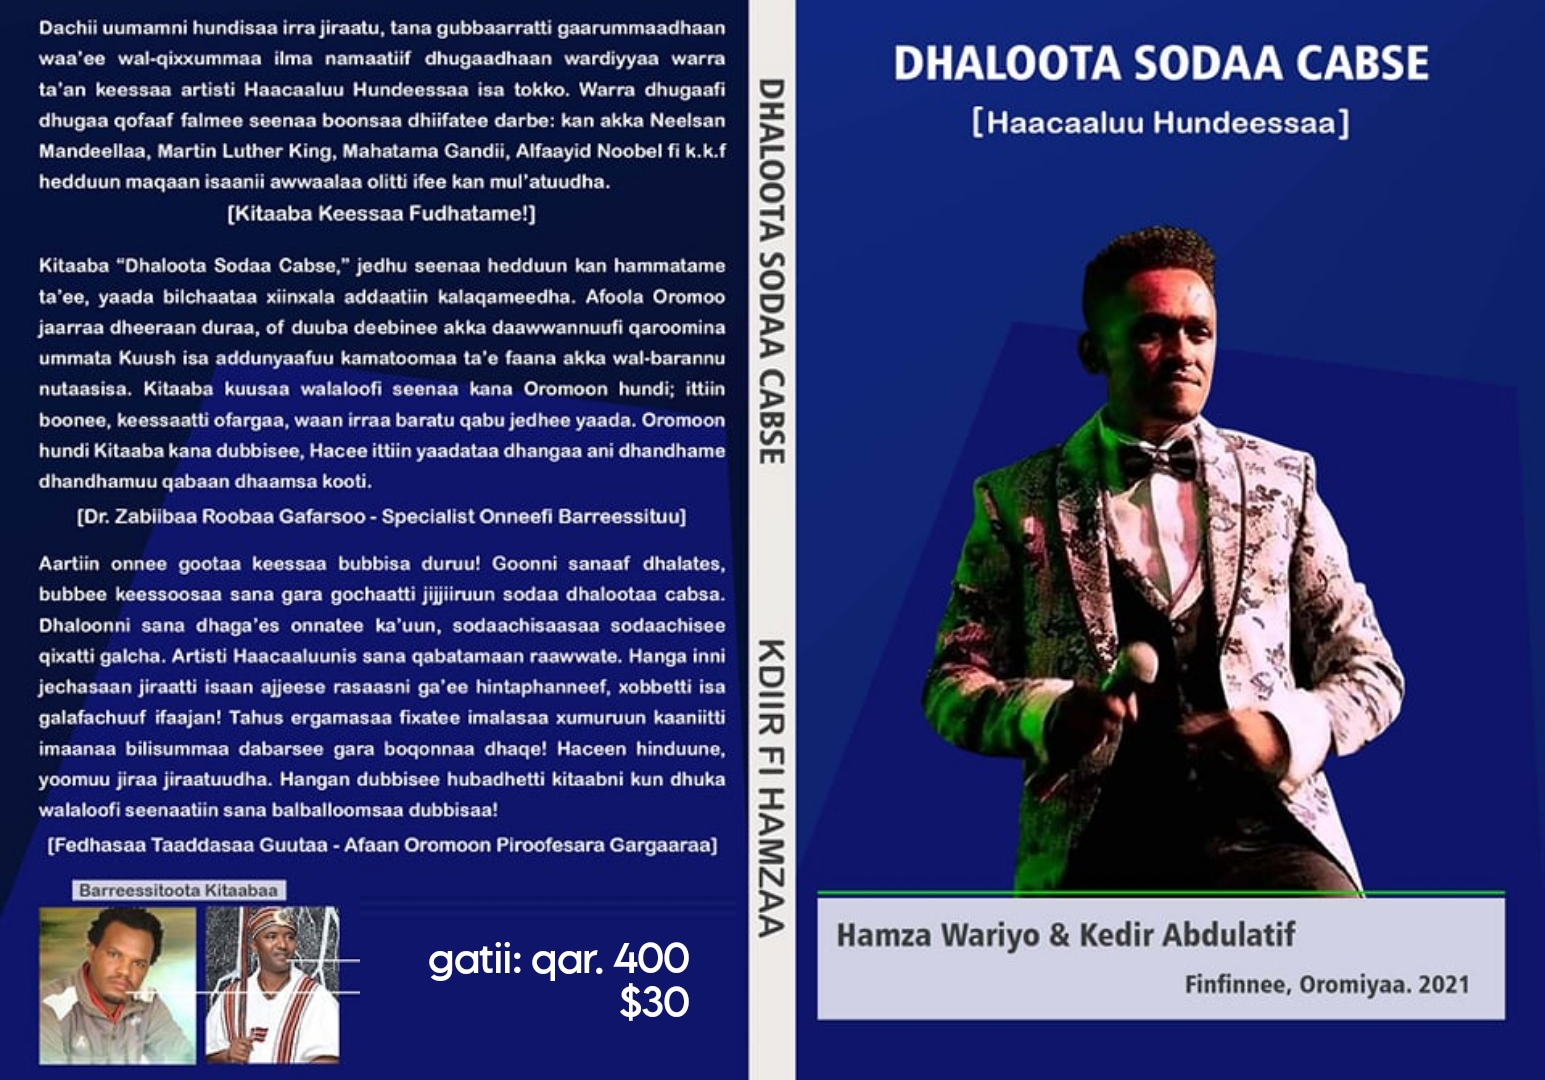 Dachii uumamni hundisaa irra jiraatu, tana gubbaarratti gaarummaadhaan
waa’ee wal-qixxummaa ilma namaatiif dhugaadhaan wardiyyaa warra
ta’an keessaa artisti Haacaaluu Hundeessaa isa tokko. Warra dhugaafi
dhugaa qofaaf falmee seenaa boonsaa dhiifatee darbe: kan akka Neelsan
Mandeellaa, Martin Luther King, Mahatama Gandii, Alfaayid Noobel fi k.k.f
hedduun maqaan isaanii awwaalaa olitti ifee kan mul’atuudha.
[Kitaaba Keessaa Fudhatame!]
Kitaaba “Dhaloota Sodaa Cabse,” jedhu seenaa hedduun kan hammatame
ta’ee, yaada bilchaataa xiinxala addaatiin kalaqameedha. Afoola Oromoo
jaarraa dheeraan duraa, of duuba deebinee akka daawwannuufi qaroomina
ummata Kuush isa addunyaafuu kamatoomaa ta’e faana akka wal-barannu
nutaasisa. Kitaaba kuusaa walaloofi seenaa kana Oromoon hundi; ittiin
boonee, keessaatti ofargaa, waan irraa baratu qabu jedhee yaada. Oromoon
hundi Kitaaba kana dubbisee, Hacee ittiin yaadataa dhangaa ani dhandhame
dhandhamuu qabaan dhaamsa kooti.
[Dr. Zabiibaa Roobaa Gafarsoo - Specialist Onneefi Barreessituu]
Aartiin onnee gootaa keessaa bubbisa duruu! Goonni sanaaf dhalates,
bubbee keessoosaa sana gara gochaatti jijjiiruun sodaa dhalootaa cabsa.
Dhaloonni sana dhaga’es onnatee ka’uun, sodaachisaasaa sodaachisee
qixatti galcha. Artisti Haacaaluunis sana qabatamaan raawwate. Hanga inni
jechasaan jiraatti isaan ajjeese rasaasni ga’ee hintaphanneef, xobbetti isa
galafachuuf ifaajan! Tahus ergamasaa fixatee imalasaa xumuruun kaaniitti
imaanaa bilisummaa dabarsee gara boqonnaa dhaqe! Haceen hinduune,
yoomuu jiraa jiraatuudha. Hangan dubbisee hubadhetti kitaabni kun dhuka
walaloofi seenaatiin sana balballoomsaa dubbisaa!
[Fedhasaa Taaddasaa Guutaa - Afaan Oromoon Piroofesara Gargaaraa]
Barreessitoota Kitaabaa
gatii: qar. 400
$30
DHALOOTA SODAA CABSE
KDIIR FI HAMZAA
DHALOOTA SODAA CABSE
[Haacaaluu Hundeessaa]
Hamza Wariyo & Kedir Abdulatif
Finfinnee, Oromiyaa. 2021